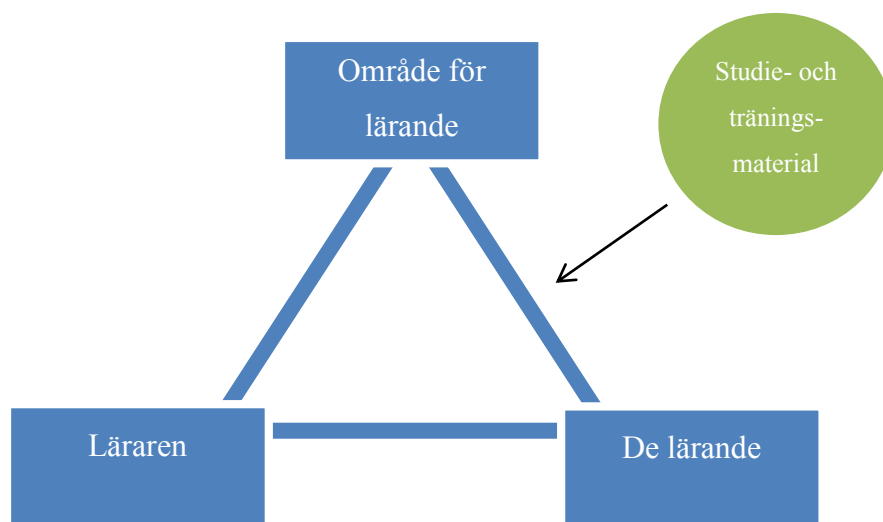 Område för
lärande
Studie- och
tränings-
material
Läraren
De lärande